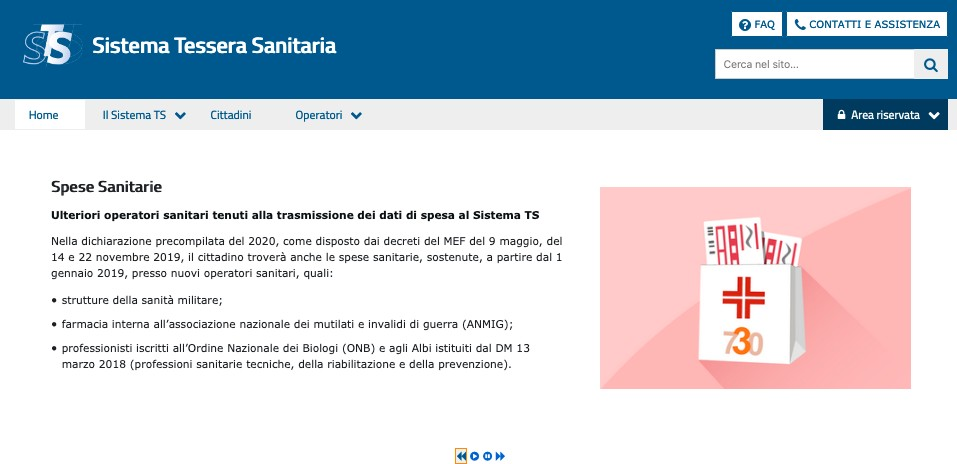 STS
Sistema Tessera Sanitaria
FAQ
CONTATTI E ASSISTENZA
Cerca nel sito...
Home
Il Sistema TS
Cittadini
Operatori
Area riservata
Spese Sanitarie
Ulteriori operatori sanitari tenuti alla trasmissione dei dati di spesa al Sistema TS
Nella dichiarazione precompilata del 2020, come disposto dai decreti del MEF del 9 maggio, del
14 e 22 novembre 2019, il cittadino troverà anche le spese sanitarie, sostenute, a partire dal 1
gennaio 2019, presso nuovi operatori sanitari, quali:
• strutture della sanità militare;
• farmacia interna all'associazione nazionale dei mutilati e invalidi di guerra (ANMIG);
• professionisti iscritti all'Ordine Nazionale dei Biologi (ONB) e agli Albi istituiti dal DM 13
marzo 2018 (professioni sanitarie tecniche, della riabilitazione e della prevenzione).
730